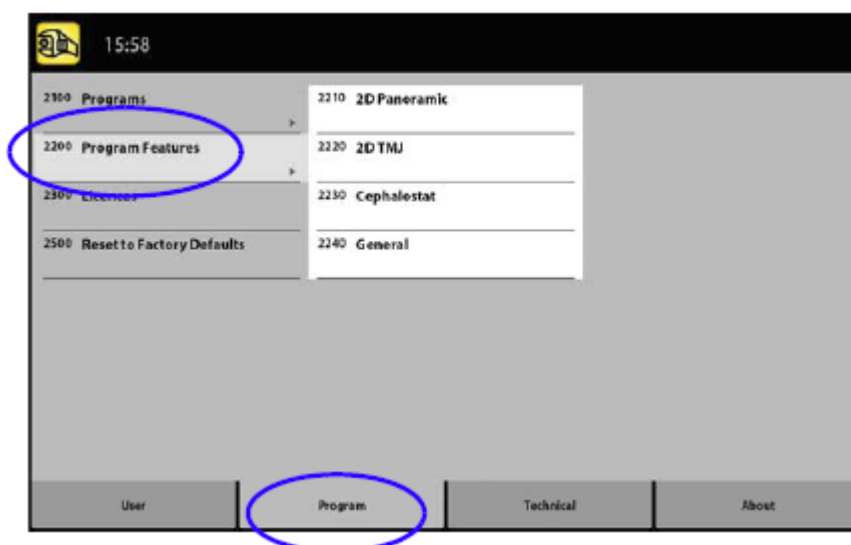 15:58
2100 Programs
2200 Program Features
2300 Licences
2500 Reset to Factory Defaults
2210 2D Panoramic
2220 2D TMJ
2230 Cephalostat
2240 General
User
Program
Technical
About